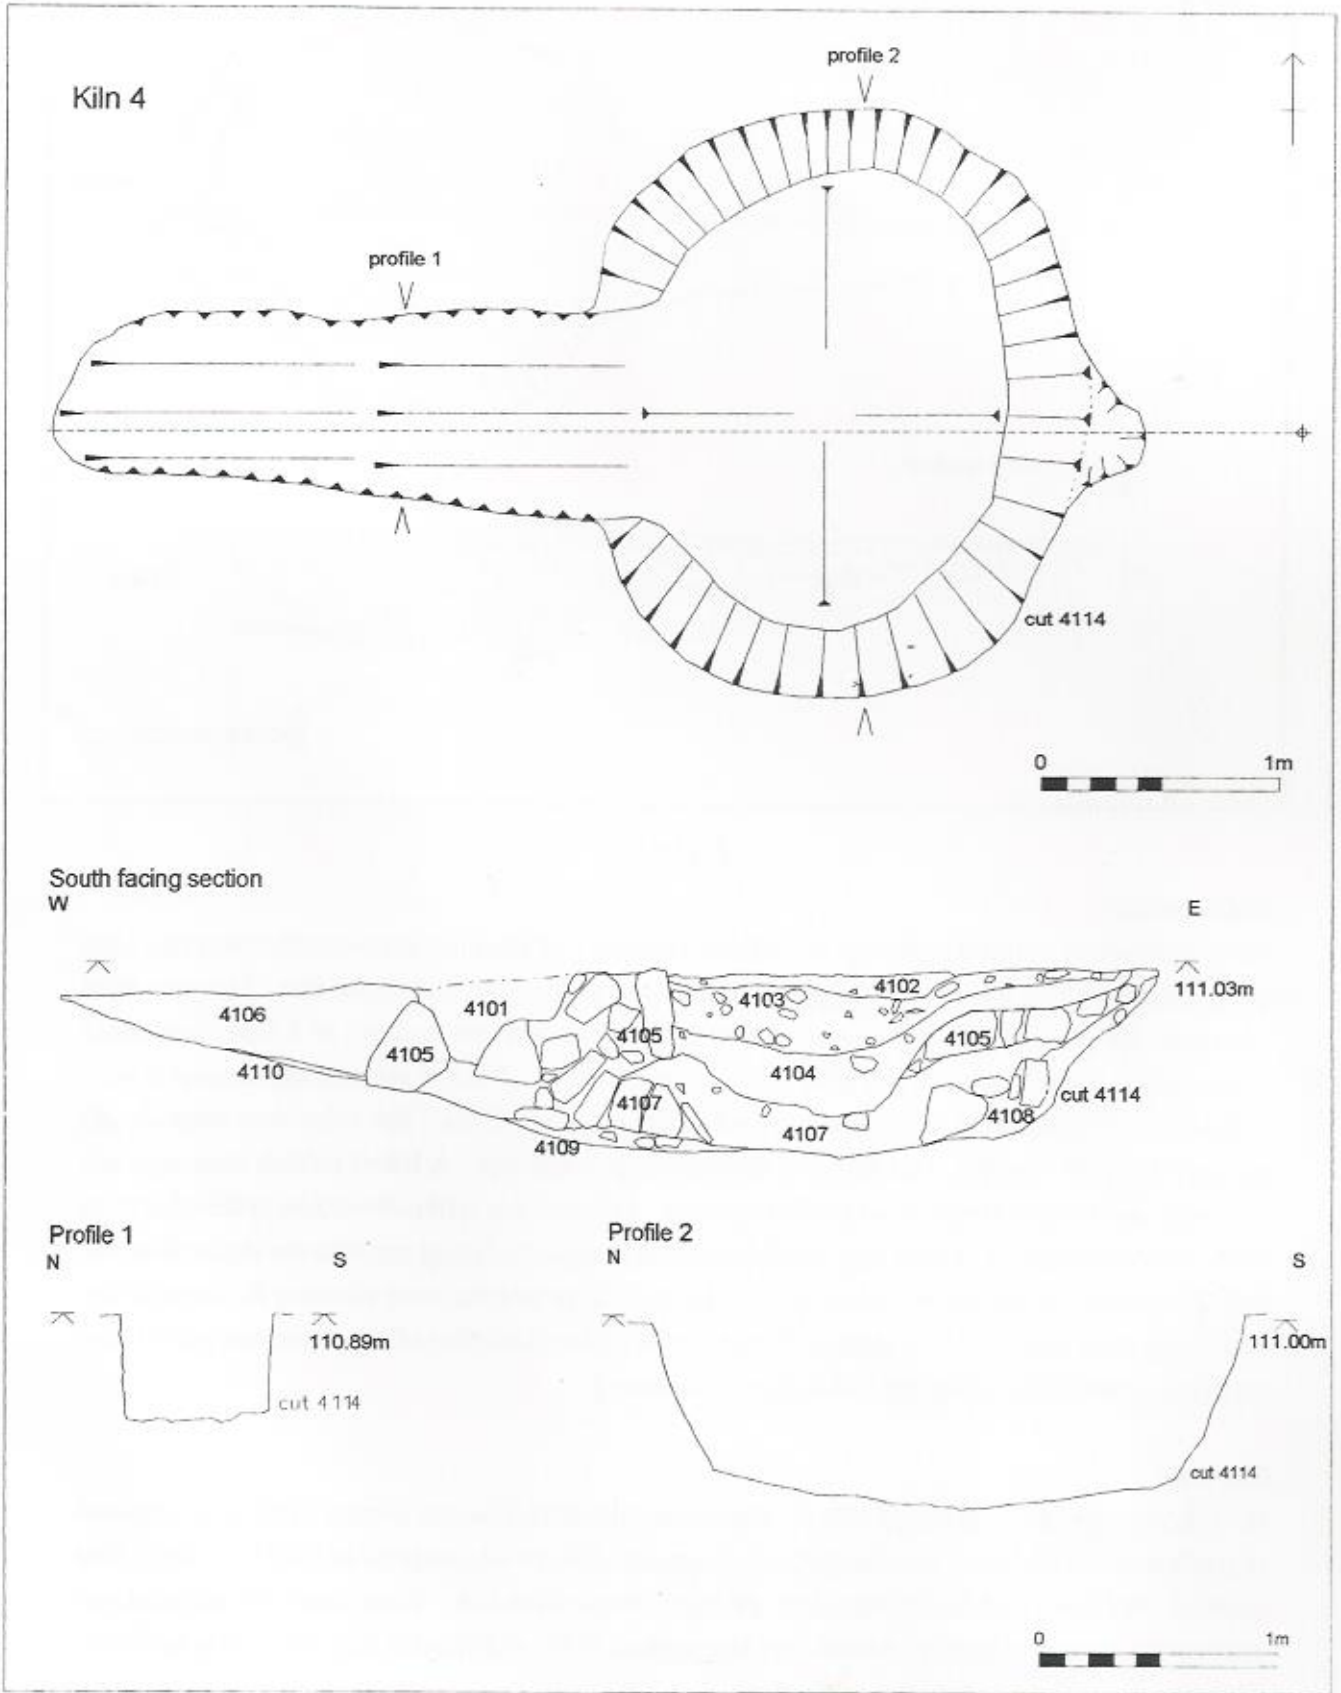 profile 2
Kiln 4
profile 1
cut 4114
0 1m
South facing section
W E
111.03m
4102
4103
4106 4101
4105 4105 4105
4104
4110
cut 4114
4107 4108
4107
4109
Profile 1 Profile 2
N S N S
110.89m 111.00m
cut 4114
cut 4114
0 1m